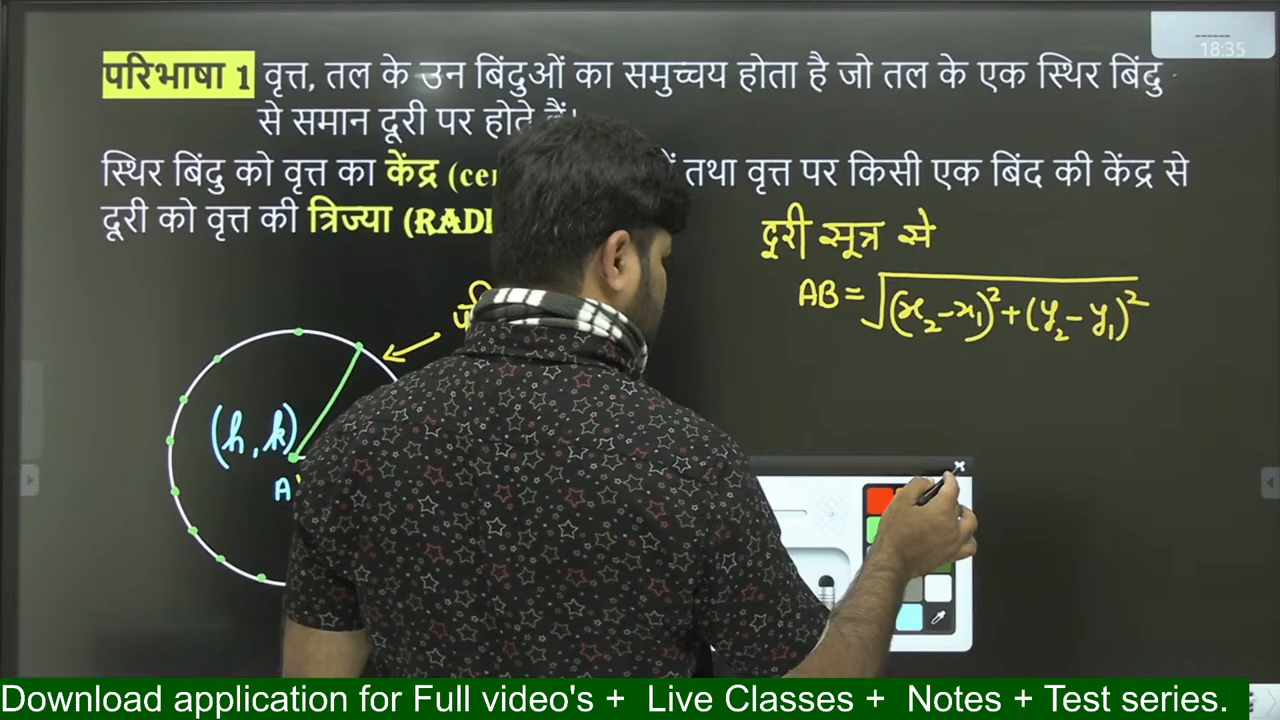 18:35
परिभाषा 1 वृत्त, तल के उन बिंदुओं का समुच्चय होता है जो तल के एक स्थिर बिंदु
से समान दूरी पर होते हैं।
स्थिर बिंदु को वृत्त का केंद्र (cen तथा वृत्त पर किसी एक बिंद की केंद्र से
दूरी को वृत्त की त्रिज्या (RADI
दूरी सूत्र से
AB = √(x₂-x₁)²+(y₂-y₁)²
(h, k)
A
Download application for Full video's + Live Classes + Notes + Test series.